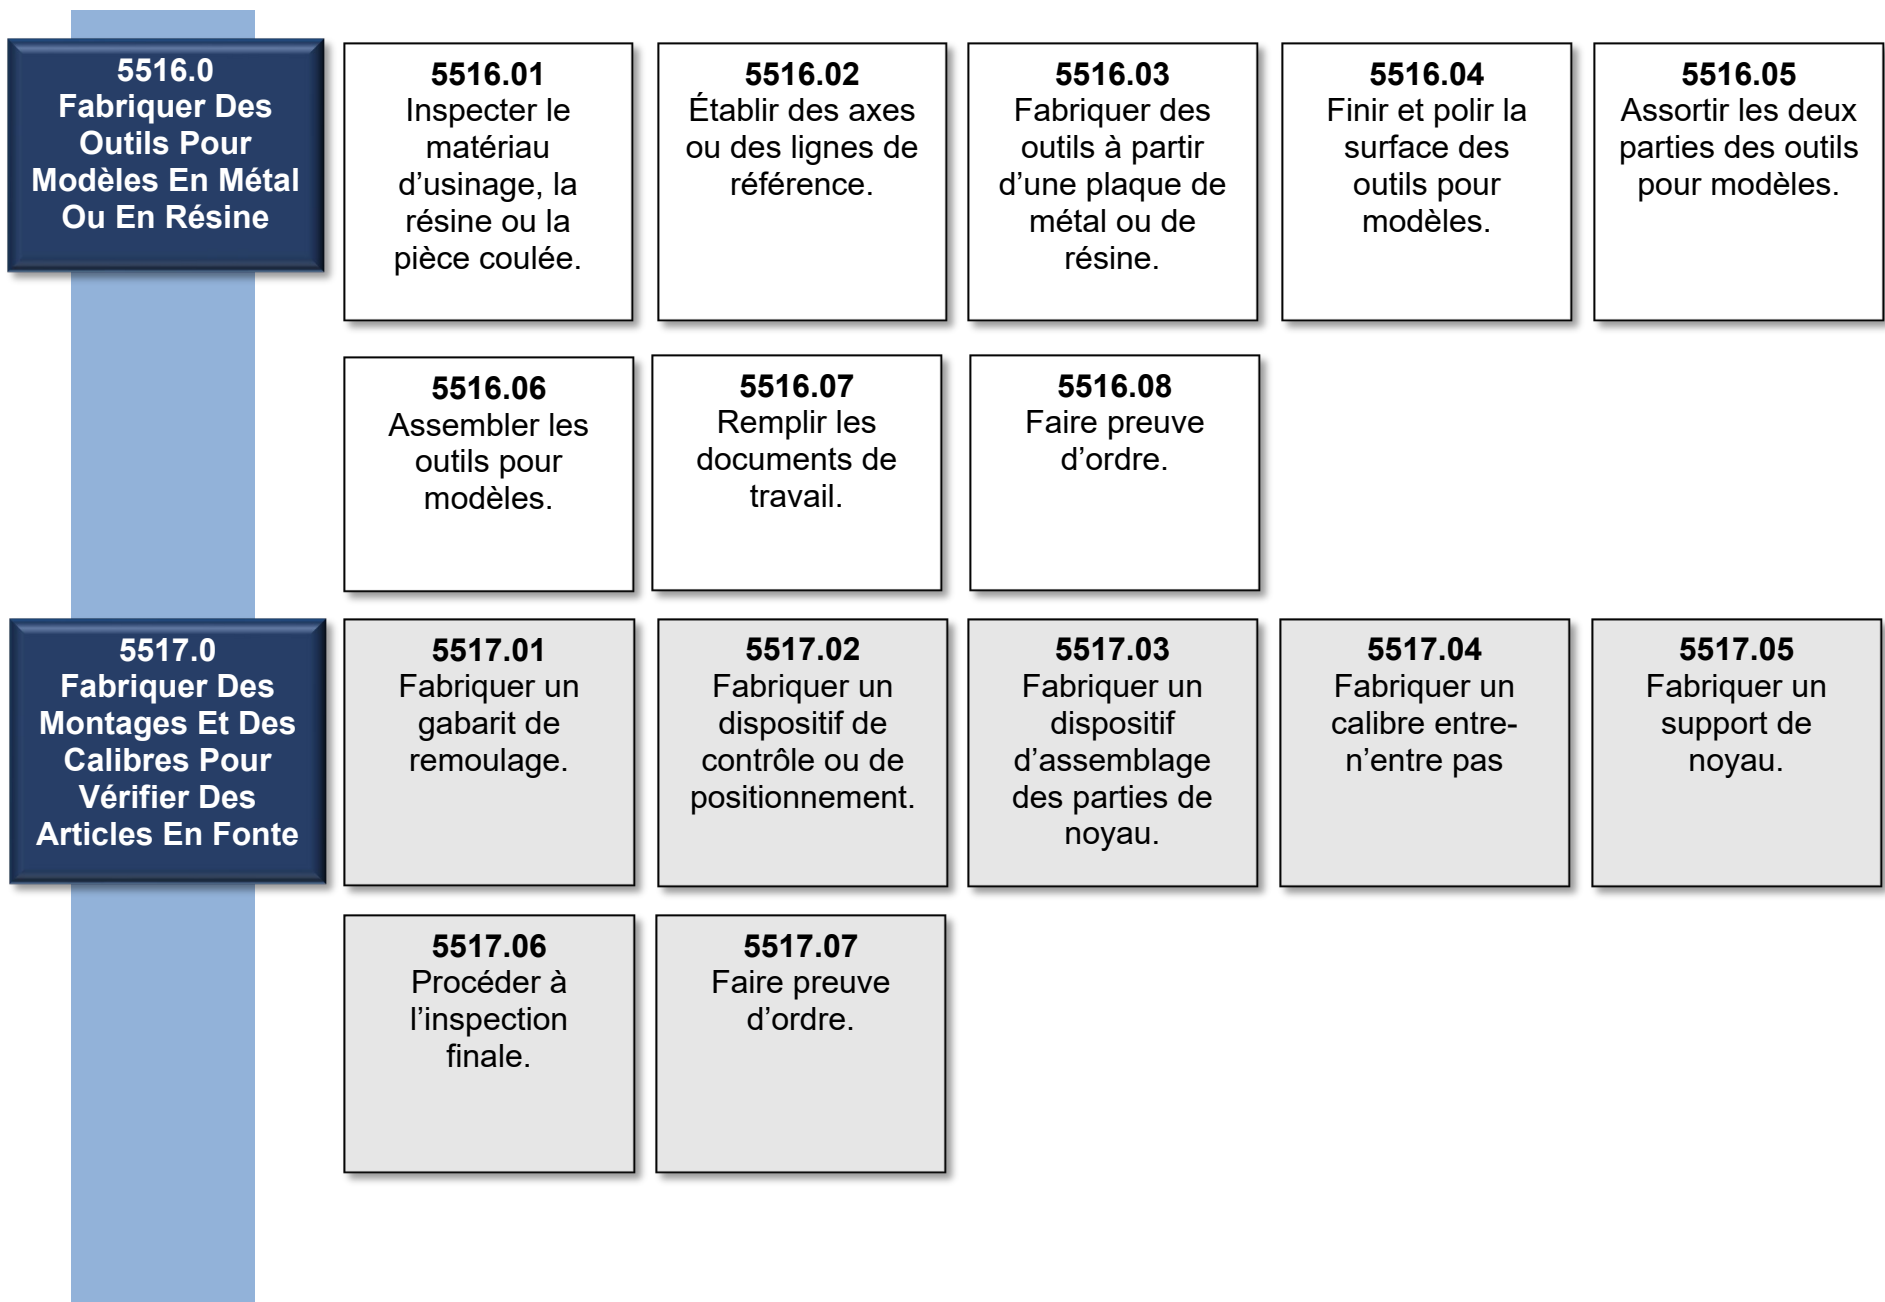 5516.0
Fabriquer Des
Outils Pour
Modèles En Métal
Ou En Résine
5516.01
Inspecter le
matériau
d’usinage, la
résine ou la
pièce coulée.
5516.02
Établir des axes
ou des lignes de
référence.
5516.03
Fabriquer des
outils à partir
d’une plaque de
métal ou de
résine.
5516.04
Finir et polir la
surface des
outils pour
modèles.
5516.05
Assortir les deux
parties des outils
pour modèles.
5516.06
Assembler les
outils pour
modèles.
5516.07
Remplir les
documents de
travail.
5516.08
Faire preuve
d’ordre.
5517.0
Fabriquer Des
Montages Et Des
Calibres Pour
Vérifier Des
Articles En Fonte
5517.01
Fabriquer un
gabarit de
remoulage.
5517.02
Fabriquer un
dispositif de
contrôle ou de
positionnement.
5517.03
Fabriquer un
dispositif
d’assemblage
des parties de
noyau.
5517.04
Fabriquer un
calibre entre-
n’entre pas
5517.05
Fabriquer un
support de
noyau.
5517.06
Procéder à
l’inspection
finale.
5517.07
Faire preuve
d’ordre.